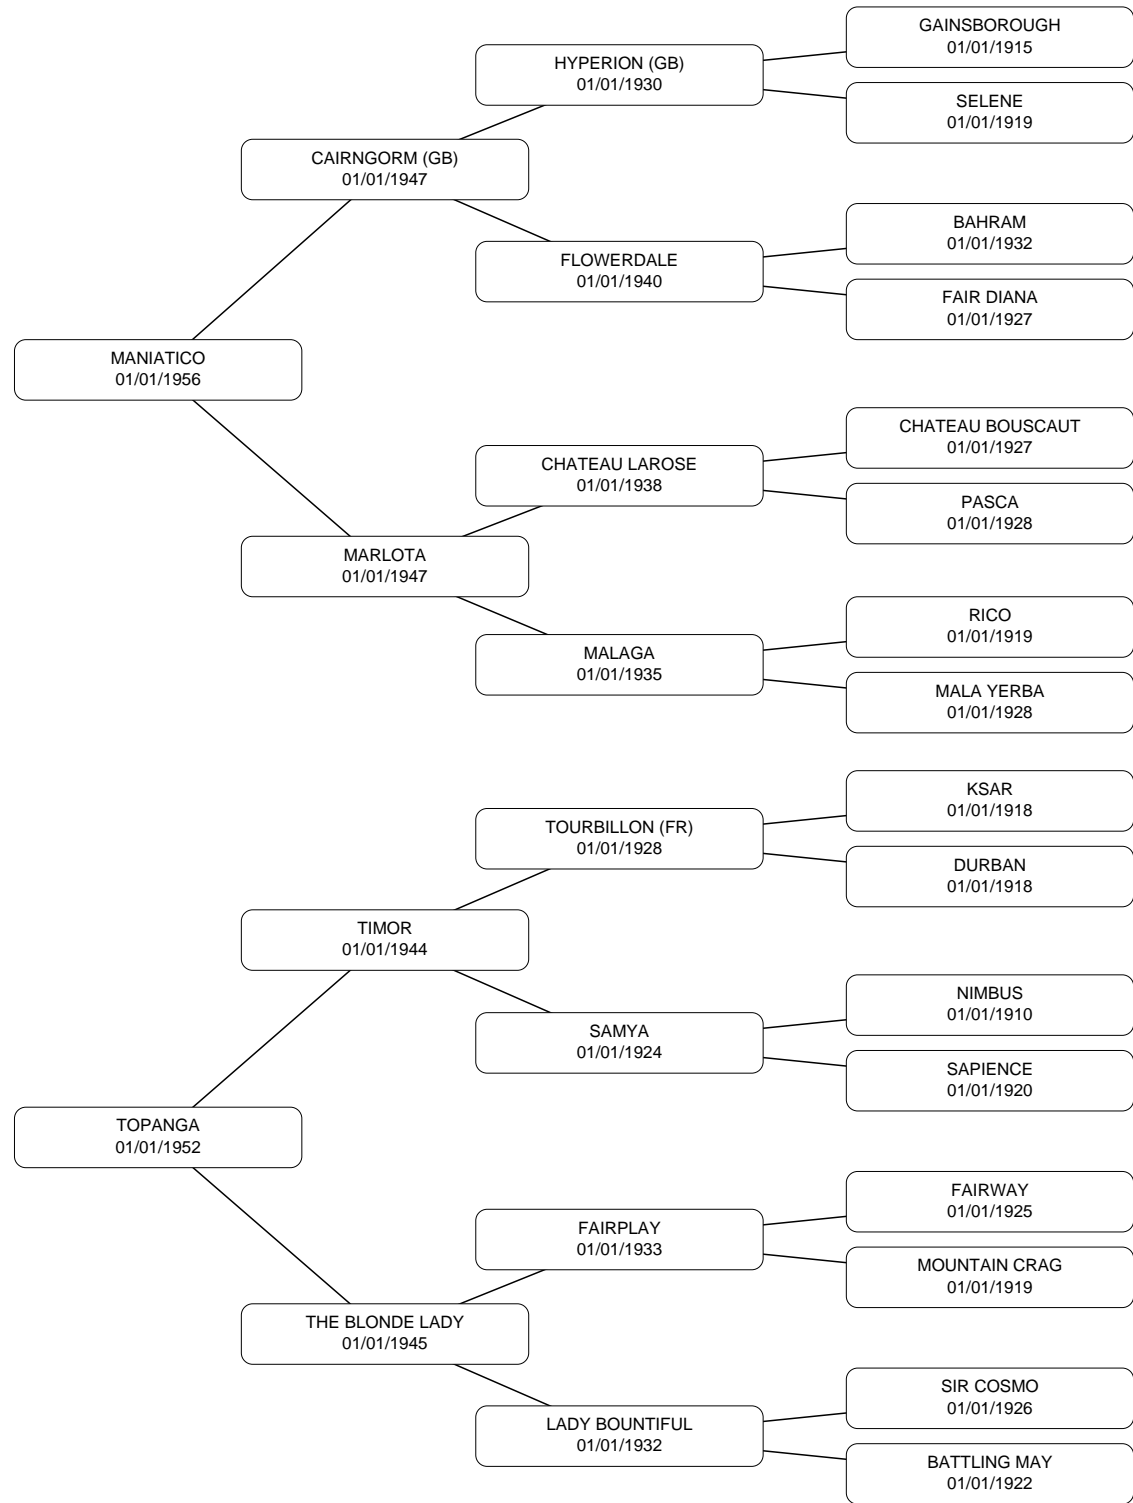 GAINSBOROUGH
01/01/1915
HYPERION (GB)
01/01/1930
SELENE
01/01/1919
CAIRNGORM (GB)
01/01/1947
BAHRAM
01/01/1932
FLOWERDALE
01/01/1940
FAIR DIANA
01/01/1927
MANIATICO
01/01/1956
CHATEAU BOUSCAUT
01/01/1927
CHATEAU LAROSE
01/01/1938
PASCA
01/01/1928
MARLOTA
01/01/1947
RICO
01/01/1919
MALAGA
01/01/1935
MALA YERBA
01/01/1928
KSAR
01/01/1918
TOURBILLON (FR)
01/01/1928
DURBAN
01/01/1918
TIMOR
01/01/1944
NIMBUS
01/01/1910
SAMYA
01/01/1924
SAPIENCE
01/01/1920
TOPANGA
01/01/1952
FAIRWAY
01/01/1925
FAIRPLAY
01/01/1933
MOUNTAIN CRAG
01/01/1919
THE BLONDE LADY
01/01/1945
SIR COSMO
01/01/1926
LADY BOUNTIFUL
01/01/1932
BATTLING MAY
01/01/1922